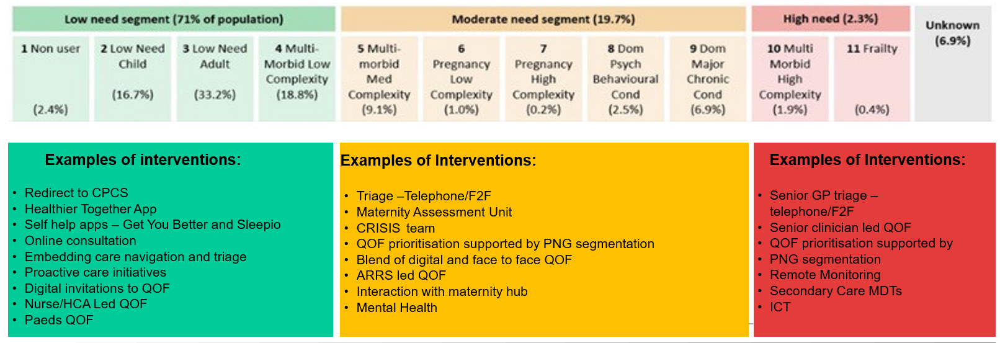 Low need segment (71% of population)
Moderate need segment (19.7%)
High need (2.3%)
Unknown
(6.9%)
1 Non user
(2.4%)
2 Low Need
Child
(16.7%)
3 Low Need
Adult
(33.2%)
4 Multi-
Morbid Low
Complexity
(18.8%)
5 Multi-
morbid
Med
Complexity
(9.1%)
6
Pregnancy
Low
Complexity
(1.0%)
7
Pregnancy
High
Complexity
(0.2%)
8 Dom
Psych
Behavioural
Cond
(2.5%)
9 Dom
Major
Chronic
Cond
(6.9%)
10 Multi
Morbid
High
Complexity
(1.9%)
11 Frailty
(0.4%)
Examples of interventions:
• Redirect to CPCS
• Healthier Together App
• Self help apps – Get You Better and Sleepio
• Online consultation
• Embedding care navigation and triage
• Proactive care initiatives
• Digital invitations to QOF
• Nurse/HCA Led QOF
• Paeds QOF
Examples of Interventions:
• Triage –Telephone/F2F
• Maternity Assessment Unit
• CRISIS team
• QOF prioritisation supported by PNG segmentation
• Blend of digital and face to face QOF
• ARRS led QOF
• Interaction with maternity hub
• Mental Health
Examples of Interventions:
• Senior GP triage –
telephone/F2F
• Senior clinician led QOF
• QOF prioritisation supported by
• PNG segmentation
• Remote Monitoring
• Secondary Care MDTs
• ICT